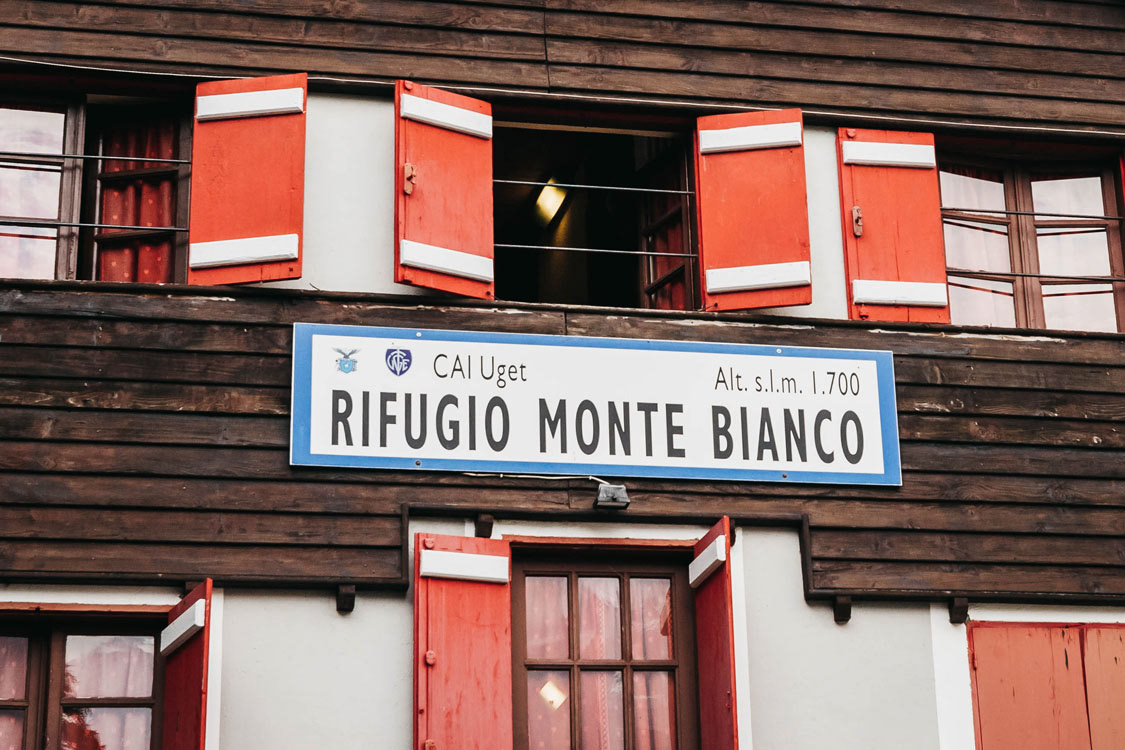 CAI Uget
Alt. s.l.m. 1.700
RIFUGIO MONTE BIANCO